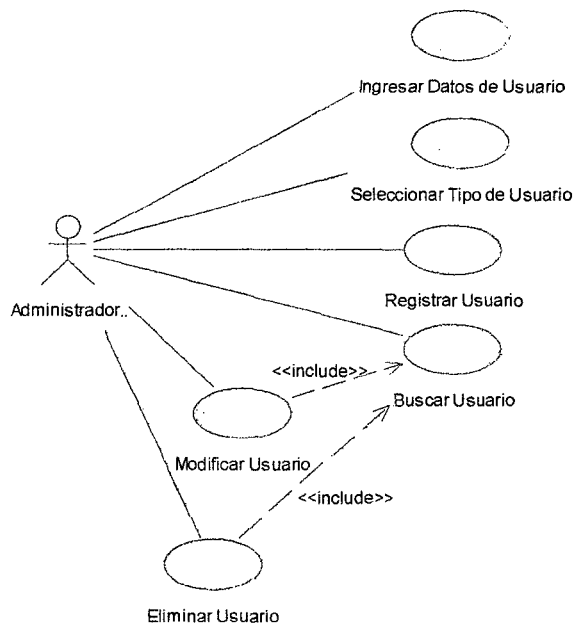 Ingresar Datos de Usuario
Seleccionar Tipo de Usuario
Registrar Usuario
Administrador..
<<include>>
Buscar Usuario
Modificar Usuario
<<include>>
Eliminar Usuario